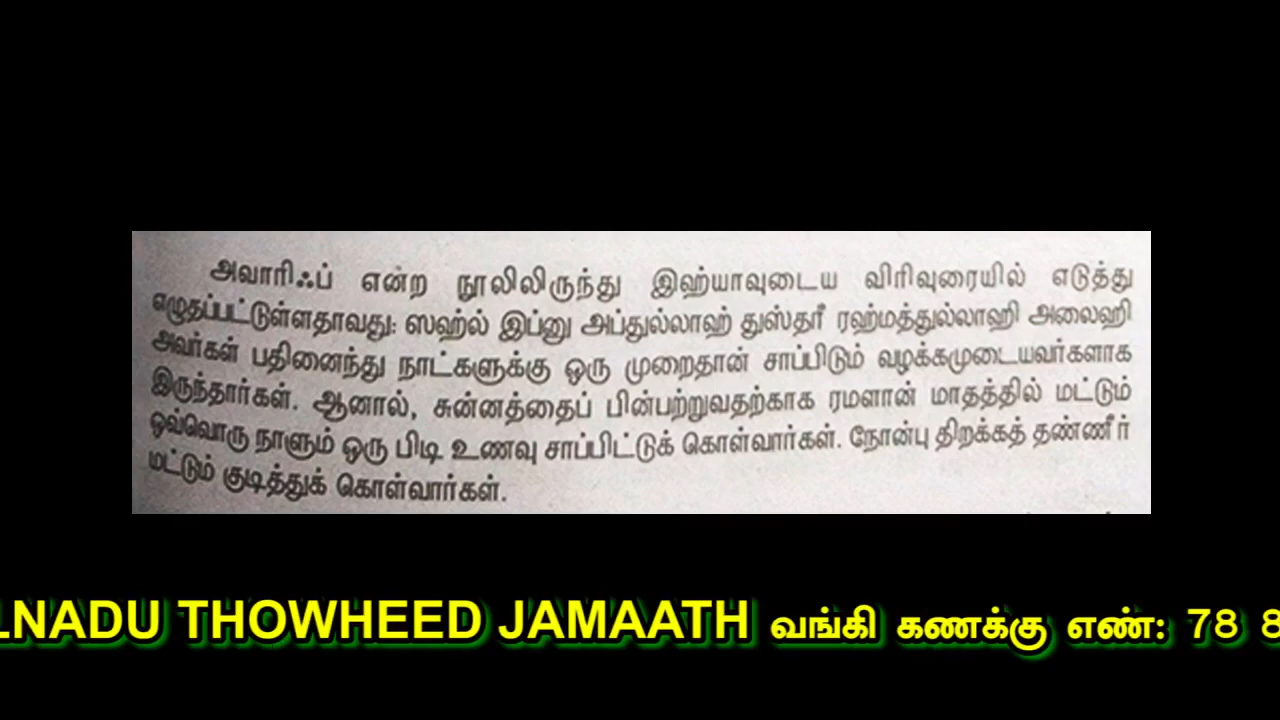 அவாரிஃப் என்ற நூலிலிருந்து இஹ்யாவுடைய விரிவுரையில் எடுத்து
எழுதப்பட்டுள்ளதாவது: ஸஹ்ல் இப்னு அப்துல்லாஹ் துஸ்தரீ ரஹ்மத்துல்லாஹி அலைஹி
அவர்கள் பதினைந்து நாட்களுக்கு ஒரு முறைதான் சாப்பிடும் வழக்கமுடையவர்களாக
இருந்தார்கள். ஆனால், சுன்னத்தைப் பின்பற்றுவதற்காக ரமளான் மாதத்தில் மட்டும்
ஒவ்வொரு நாளும் ஒரு பிடி உணவு சாப்பிட்டுக் கொள்வார்கள். நோன்பு திறக்கத் தண்ணீர்
மட்டும் குடித்துக் கொள்வார்கள்.
LNADU THOWHEED JAMAATH வங்கி கணக்கு எண்: 78 8